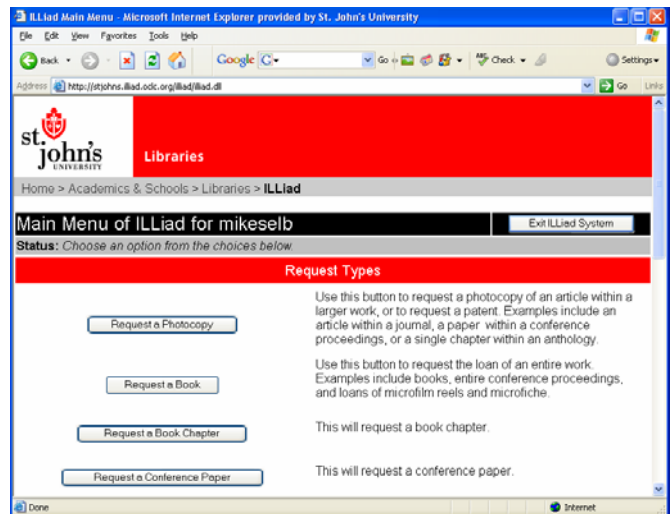 ILLiad Main Menu - Microsoft Internet Explorer provided by St. John's University
File Edit View Favorites Tools Help
Back Google G Go Check Settings
Address http://stjohns.illiad.oclc.org/illiad/illiad.dll Go Links
st.
john's
UNIVERSITY
Libraries
Home > Academics & Schools > Libraries > ILLiad
Main Menu of ILLiad for mikeselb Exit ILLiad System
Status: Choose an option from the choices below.
Request Types
Request a Photocopy
Use this button to request a photocopy of an article within a
larger work, or to request a patent. Examples include an
article within a journal, a paper within a conference
proceedings, or a single chapter within an anthology.
Request a Book
Use this button to request the loan of an entire work.
Examples include books, entire conference proceedings,
and loans of microfilm reels and microfiche.
Request a Book Chapter
This will request a book chapter.
Request a Conference Paper
This will request a conference paper.
Done Internet